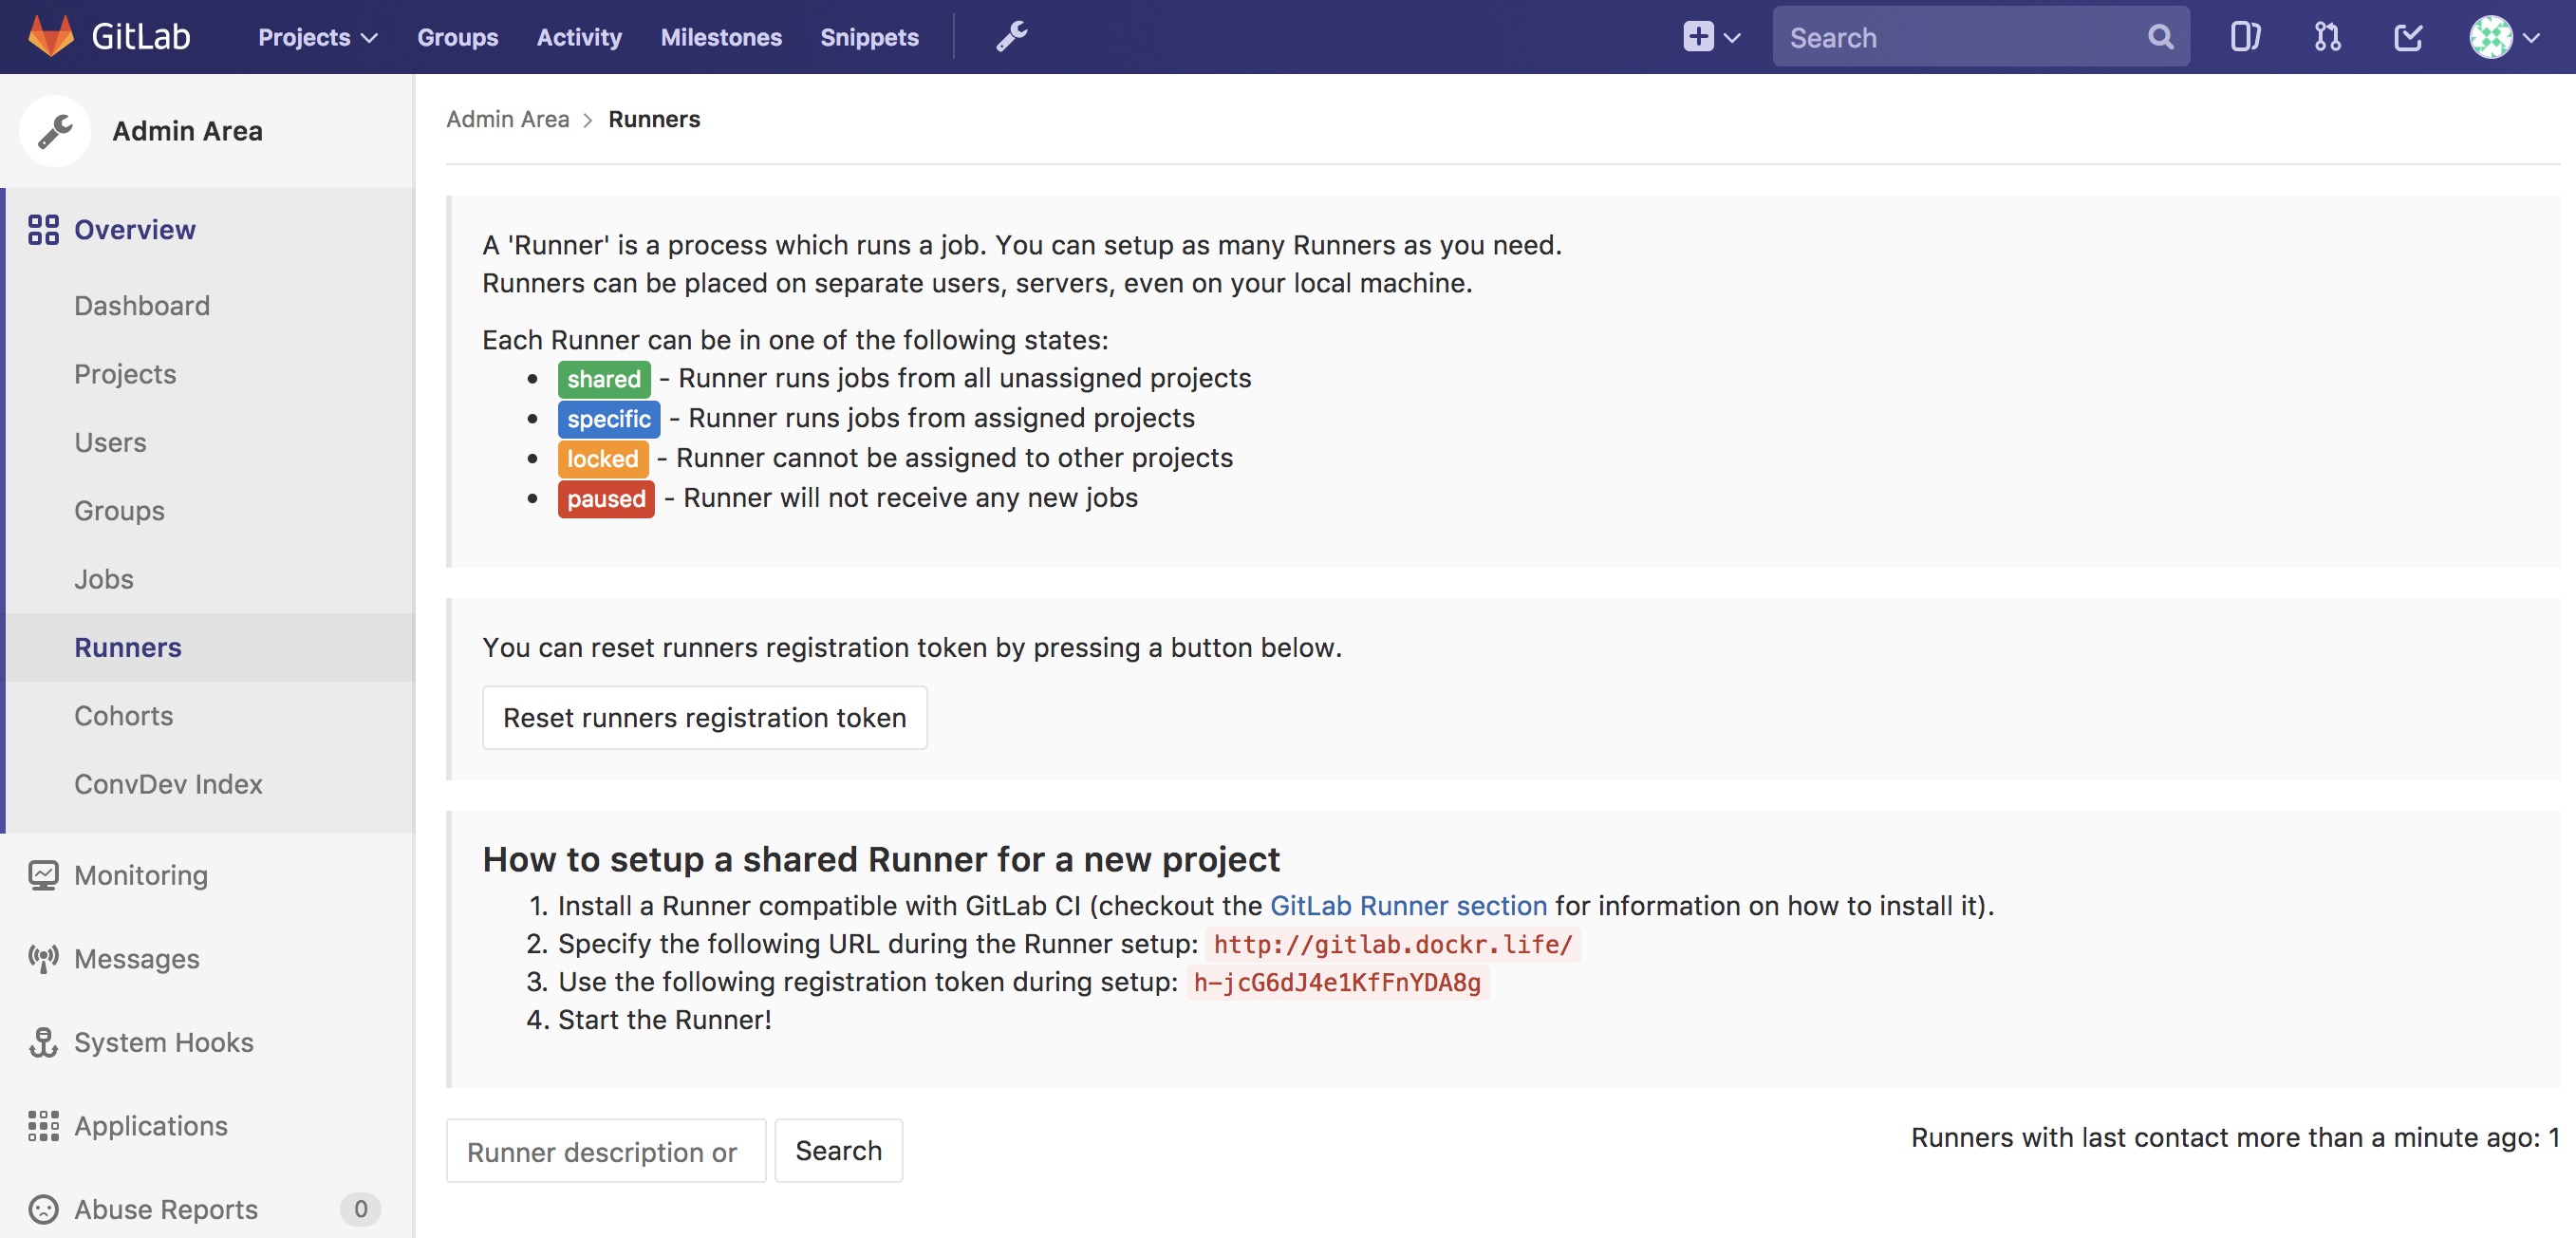 GitLab
Projects Groups Activity Milestones Snippets Search
Admin Area
Overview
Dashboard
Projects
Users
Groups
Jobs
Runners
Cohorts
ConvDev Index
Monitoring
Messages
System Hooks
Applications
Abuse Reports 0
Admin Area > Runners
A 'Runner' is a process which runs a job. You can setup as many Runners as you need.
Runners can be placed on separate users, servers, even on your local machine.
Each Runner can be in one of the following states:
• shared - Runner runs jobs from all unassigned projects
• specific - Runner runs jobs from assigned projects
• locked - Runner cannot be assigned to other projects
• paused - Runner will not receive any new jobs
You can reset runners registration token by pressing a button below.
Reset runners registration token
How to setup a shared Runner for a new project
1. Install a Runner compatible with GitLab CI (checkout the GitLab Runner section for information on how to install it).
2. Specify the following URL during the Runner setup: http://gitlab.dockr.life/
3. Use the following registration token during setup: h-jcG6dJ4e1KfFnYDA8g
4. Start the Runner!
Runner description or Search
Runners with last contact more than a minute ago: 1